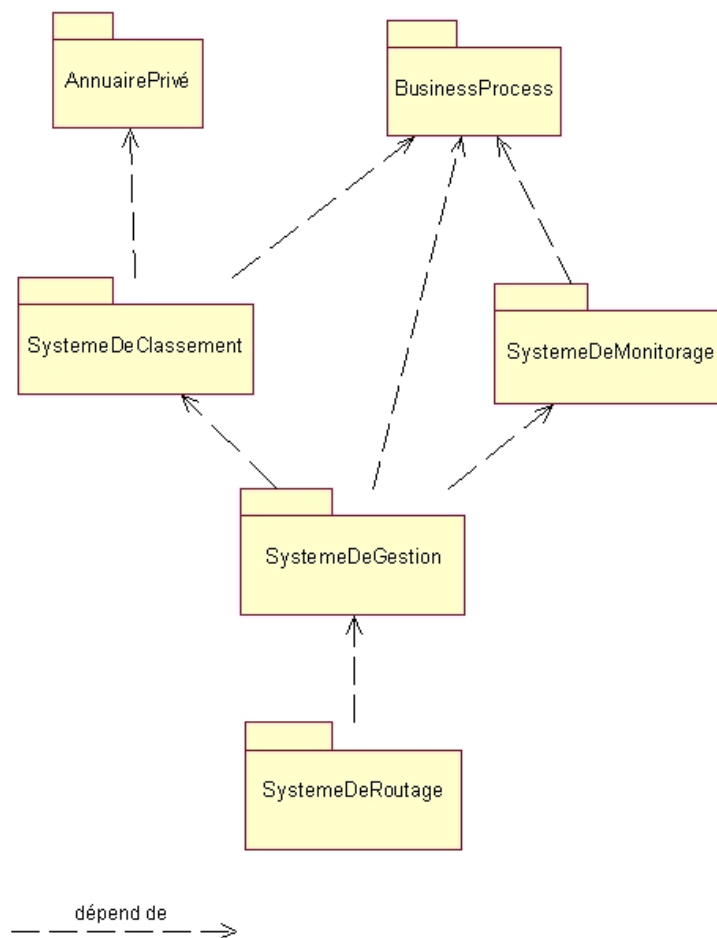 AnnuairePrivé
BusinessProcess
SystemeDeClassement
SystemeDeMonitorage
SystemeDeGestion
SystemeDeRoutage
dépend de